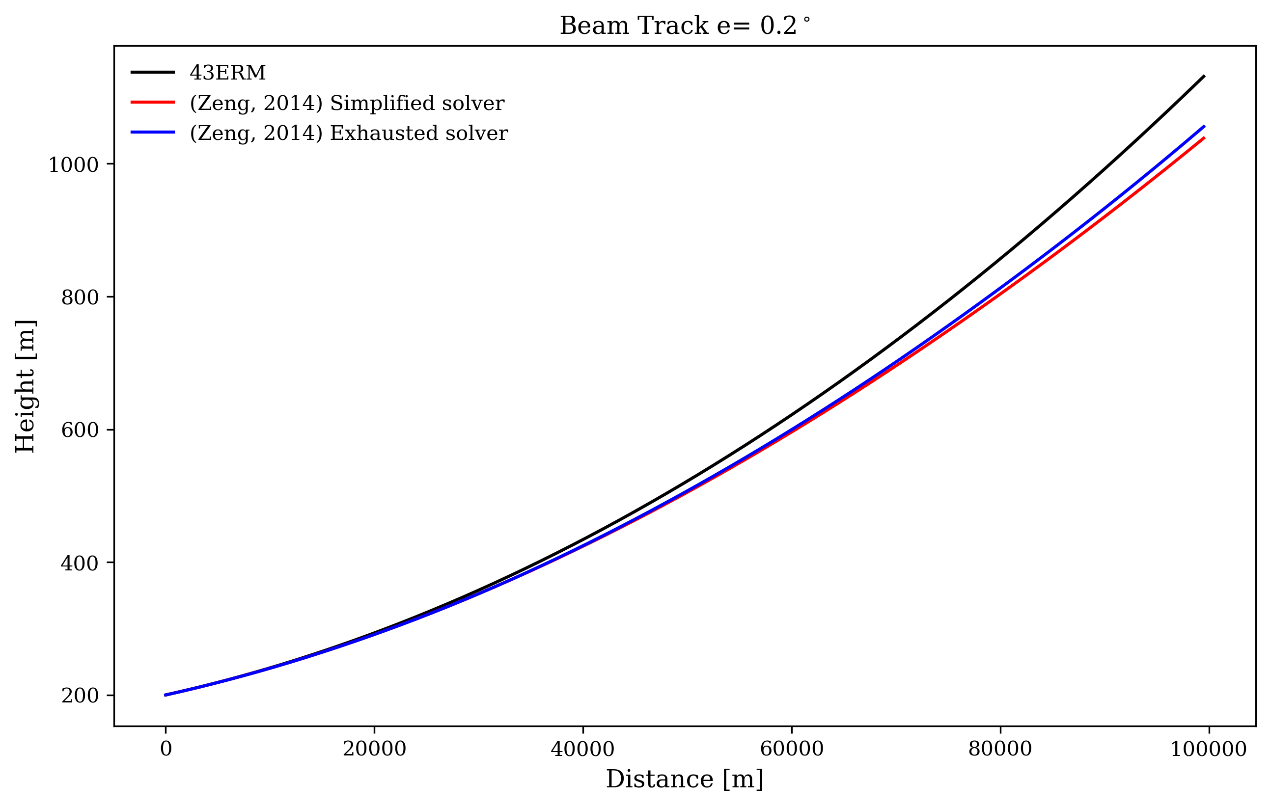 Beam Track e= 0.2°
43ERM
(Zeng, 2014) Simplified solver
(Zeng, 2014) Exhausted solver
1000
800
600
400
200
Height [m]
0 20000 40000 60000 80000 100000
Distance [m]